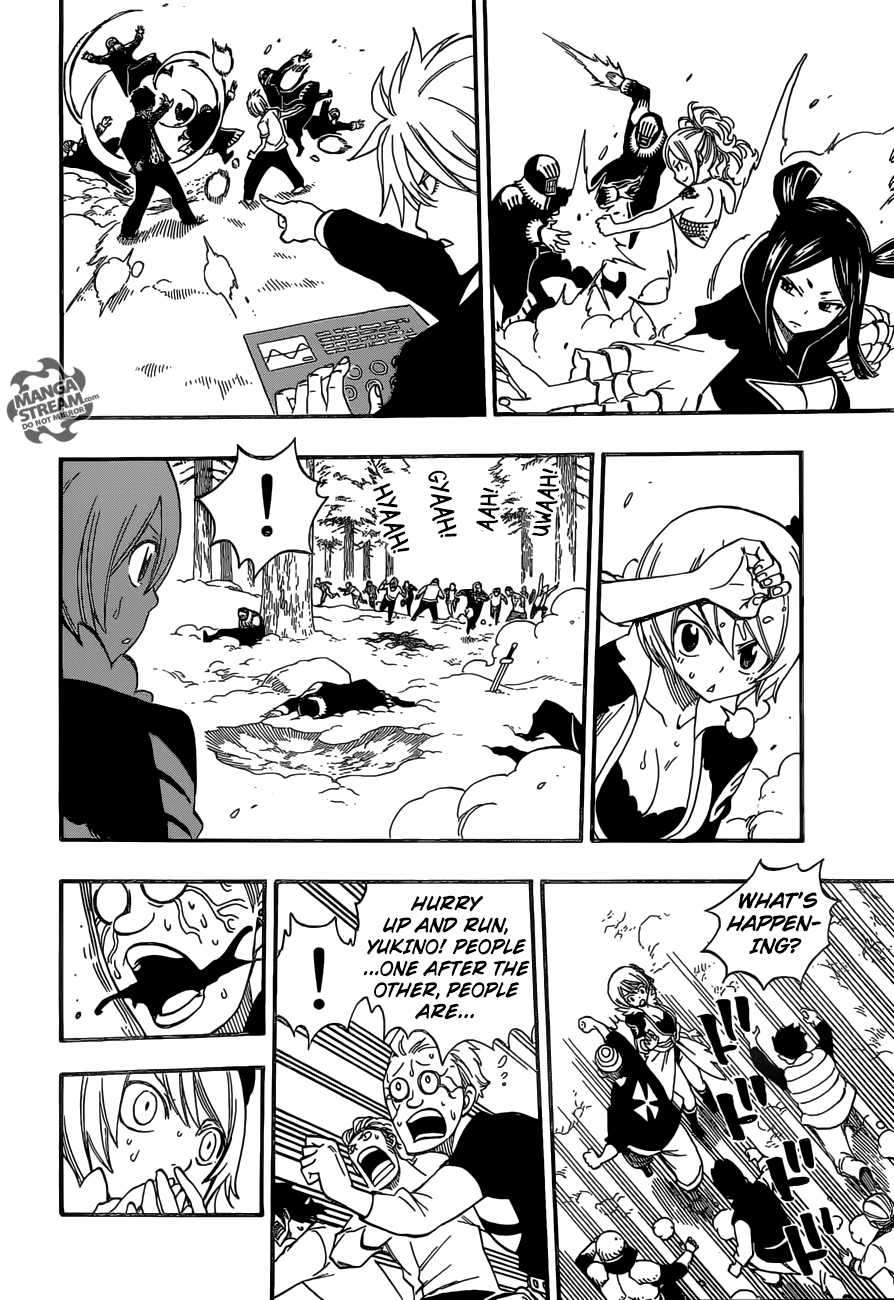 MANGA
STREAM.com
DO NOT MIRROR
UWAAH!
AAH!
GYAAH!
HYAAH!
!
WHAT'S
HAPPEN-
ING?
ドドドド
HURRY
UP AND RUN,
YUKINO! PEOPLE
...ONE AFTER THE
OTHER, PEOPLE
ARE...
!
?